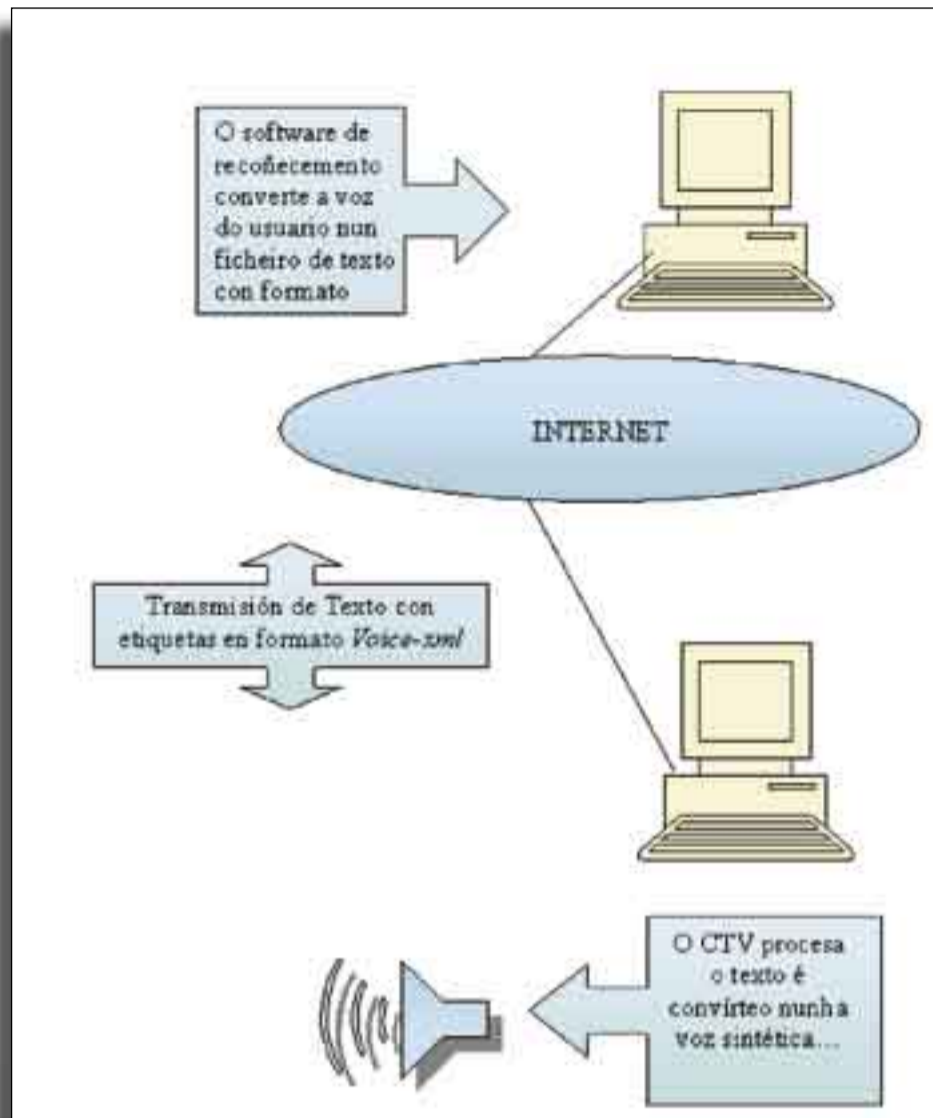 O software de
recoñecemento
converte a voz
do usuario nun
ficheiro de texto
con formato
INTERNET
Transmisión de Texto con
etiquetas en formato Voice-xml
O CTV procesa
o texto é
convírteo nunha
voz sintética...